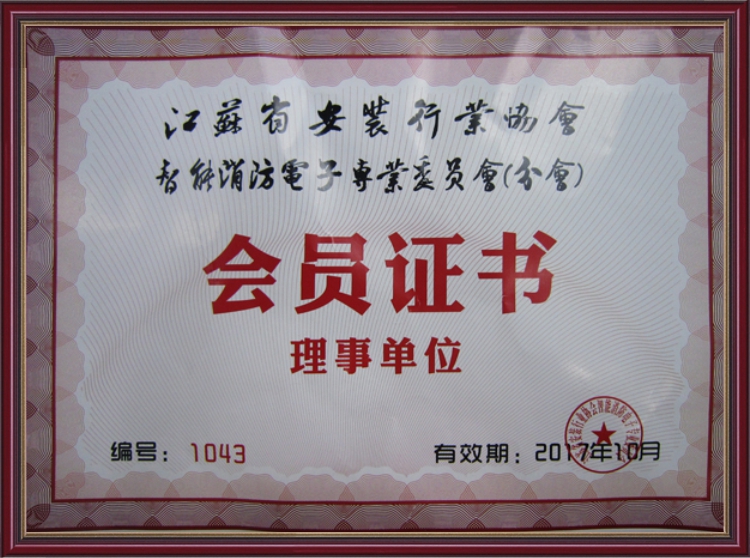 江蘇省安装行業協會
智能消防電子專業委员會(分會)
会员证书
理事单位
编号：1043
有效期：2017年10月